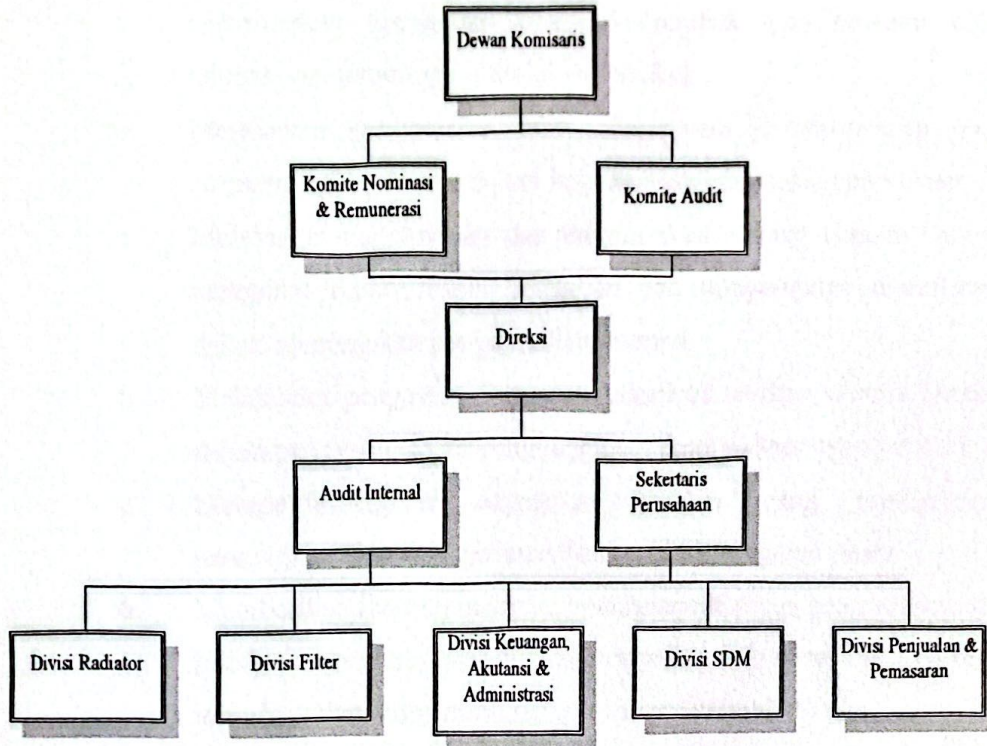 Dewan Komisaris
Komite Nominasi
& Remunerasi
Komite Audit
Direksi
Audit Internal
Sekertaris
Perusahaan
Divisi Radiator
Divisi Filter
Divisi Keuangan,
Akutansi &
Administrasi
Divisi SDM
Divisi Penjualan &
Pemasaran